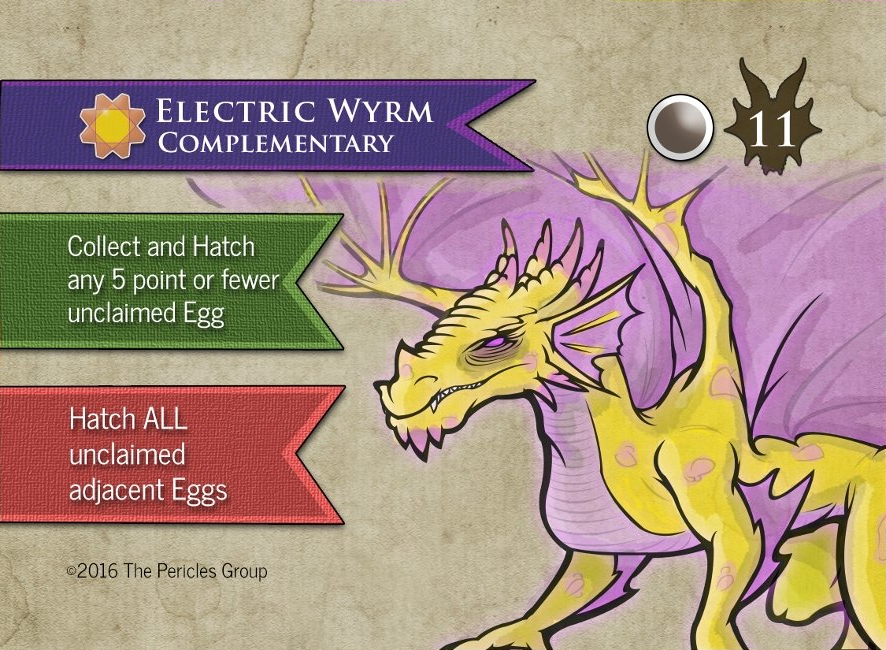 Electric Wyrm
Complementary
11
Collect and Hatch
any 5 point or fewer
unclaimed Egg
Hatch ALL
unclaimed
adjacent Eggs
©2016 The Pericles Group